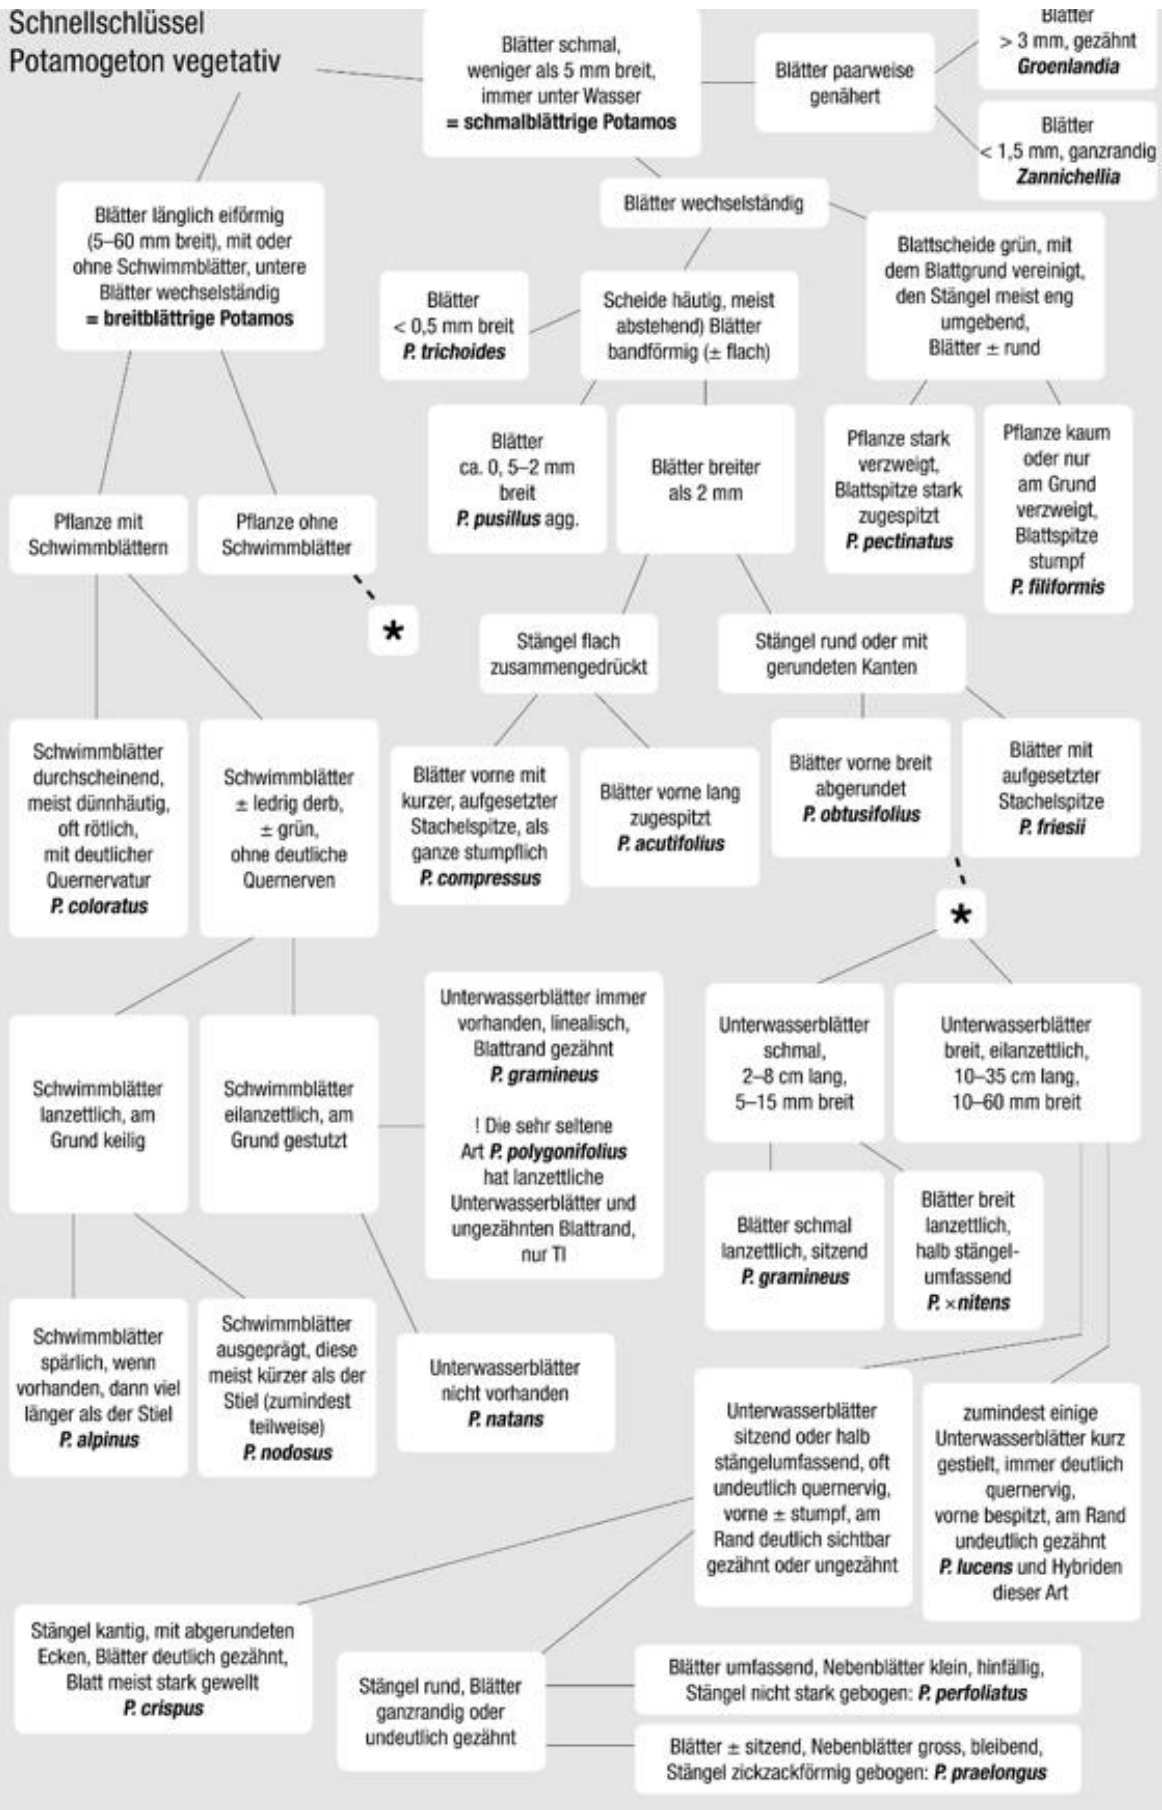 Schnellschlüssel
Potamogeton vegetativ
Blätter schmal,
weniger als 5 mm breit,
immer unter Wasser
= schmalblättrige Potamos
Blätter paarweise
genähert
Blätter
> 3 mm, gezähnt
Groenlandia
Blätter
< 1,5 mm, ganzrandig
Zannichellia
Blätter länglich eiförmig
(5–60 mm breit), mit oder
ohne Schwimmblätter, untere
Blätter wechselständig
= breitblättrige Potamos
Blätter wechselständig
Blattscheide grün, mit
dem Blattgrund vereinigt,
den Stängel meist eng
umgebend,
Blätter ± rund
Blätter
< 0,5 mm breit
P. trichoides
Scheide häutig, meist
abstehend) Blätter
bandförmig (± flach)
Blätter
ca. 0, 5–2 mm
breit
P. pusillus agg.
Blätter breiter
als 2 mm
Pflanze stark
verzweigt,
Blattspitze stark
zugespitzt
P. pectinatus
Pflanze kaum
oder nur
am Grund
verzweigt,
Blattspitze
stumpf
P. filiformis
Pflanze mit
Schwimmblättern
Pflanze ohne
Schwimmblätter
*
Stängel flach
zusammengedrückt
Stängel rund oder mit
gerundeten Kanten
Schwimmblätter
durchscheinend,
meist dünnhäutig,
oft rötlich,
mit deutlicher
Quernervatur
P. coloratus
Schwimmblätter
± ledrig derb,
± grün,
ohne deutliche
Quernerven
Blätter vorne mit
kurzer, aufgesetzter
Stachelspitze, als
ganze stumpflich
P. compressus
Blätter vorne lang
zugespitzt
P. acutifolius
Blätter vorne breit
abgerundet
P. obtusifolius
Blätter mit
aufgesetzter
Stachelspitze
P. friesii
*
Schwimmblätter
lanzettlich, am
Grund keilig
Schwimmblätter
eilanzettlich, am
Grund gestutzt
Unterwasserblätter immer
vorhanden, linealisch,
Blattrand gezähnt
P. gramineus
! Die sehr seltene
Art P. polygonifolius
hat lanzettliche
Unterwasserblätter und
ungezähnten Blattrand,
nur TI
Unterwasserblätter
schmal,
2–8 cm lang,
5–15 mm breit
Unterwasserblätter
breit, eilanzettlich,
10–35 cm lang,
10–60 mm breit
Blätter schmal
lanzettlich, sitzend
P. gramineus
Blätter breit
lanzettlich,
halb stängel-
umfassend
P. ×nitens
Schwimmblätter
spärlich, wenn
vorhanden, dann viel
länger als der Stiel
P. alpinus
Schwimmblätter
ausgeprägt, diese
meist kürzer als der
Stiel (zumindest
teilweise)
P. nodosus
Unterwasserblätter
nicht vorhanden
P. natans
Unterwasserblätter
sitzend oder halb
stängelumfassend, oft
undeutlich quernervig,
vorne ± stumpf, am
Rand deutlich sichtbar
gezähnt oder ungezähnt
zumindest einige
Unterwasserblätter kurz
gestielt, immer deutlich
quernervig,
vorne bespitzt, am Rand
undeutlich gezähnt
P. lucens und Hybriden
dieser Art
Stängel kantig, mit abgerundeten
Ecken, Blätter deutlich gezähnt,
Blatt meist stark gewellt
P. crispus
Stängel rund, Blätter
ganzrandig oder
undeutlich gezähnt
Blätter umfassend, Nebenblätter klein, hinfällig,
Stängel nicht stark gebogen: P. perfoliatus
Blätter ± sitzend, Nebenblätter gross, bleibend,
Stängel zickzackförmig gebogen: P. praelongus